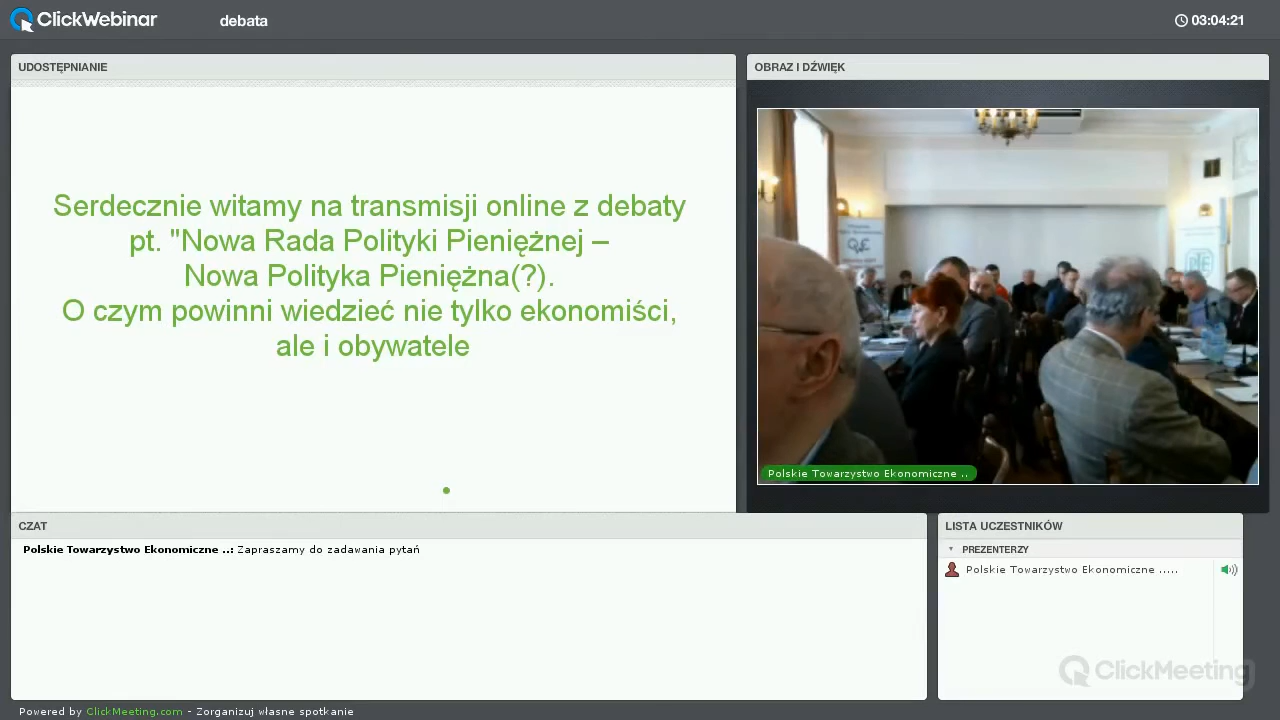 ClickWebinar
debata
03:04:21
UDOSTĘPNIANIE
Serdecznie witamy na transmisji online z debaty
pt. "Nowa Rada Polityki Pieniężnej –
Nowa Polityka Pieniężna(?).
O czym powinni wiedzieć nie tylko ekonomiści,
ale i obywatele
OBRAZ I DŹWIĘK
PTE
Polskie Towarzystwo Ekonomiczne ..
CZAT
Polskie Towarzystwo Ekonomiczne ..: Zapraszamy do zadawania pytań
LISTA UCZESTNIKÓW
PREZENTERZY
Polskie Towarzystwo Ekonomiczne .....
ClickMeeting
Powered by ClickMeeting.com - Zorganizuj własne spotkanie